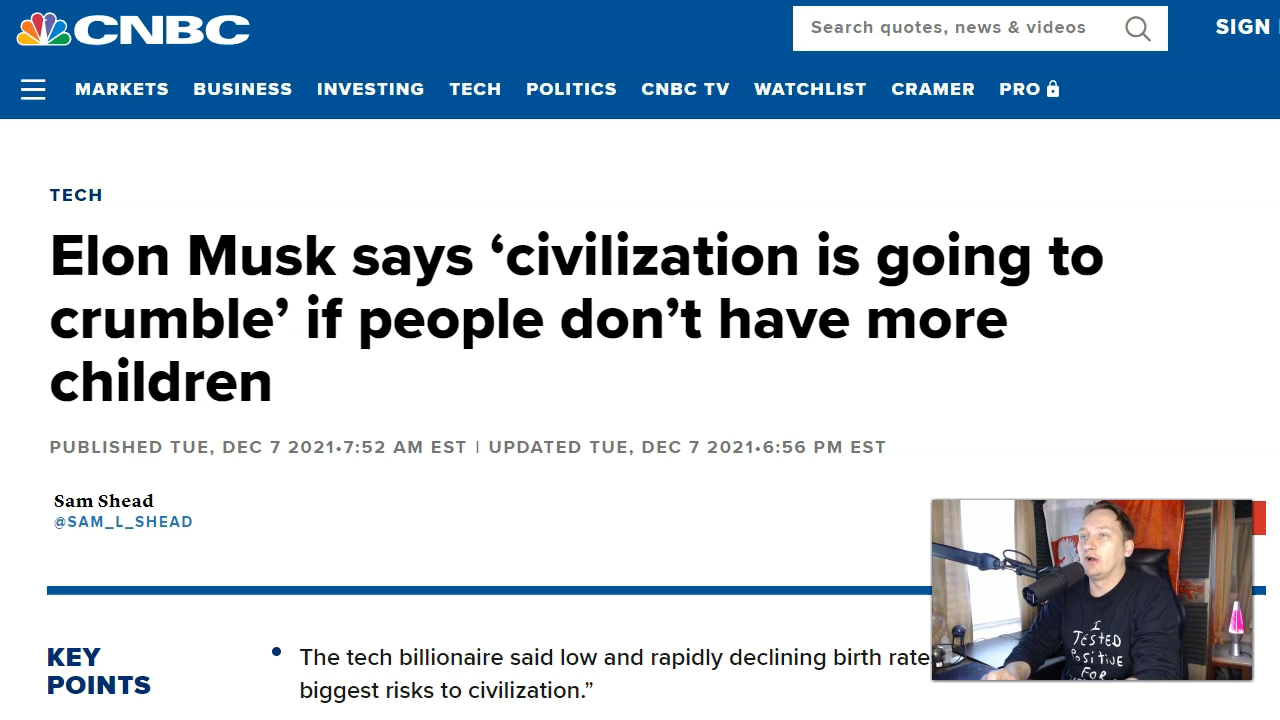 CNBC
Search quotes, news & videos
SIGN
MARKETS BUSINESS INVESTING TECH POLITICS CNBC TV WATCHLIST CRAMER PRO
TECH
Elon Musk says ‘civilization is going to
crumble’ if people don’t have more
children
PUBLISHED TUE, DEC 7 2021•7:52 AM EST | UPDATED TUE, DEC 7 2021•6:56 PM EST
Sam Shead
@SAM_L_SHEAD
KEY
POINTS
• The tech billionaire said low and rapidly declining birth rate
biggest risks to civilization.”
I
TESTED
POSITIVE
FOR